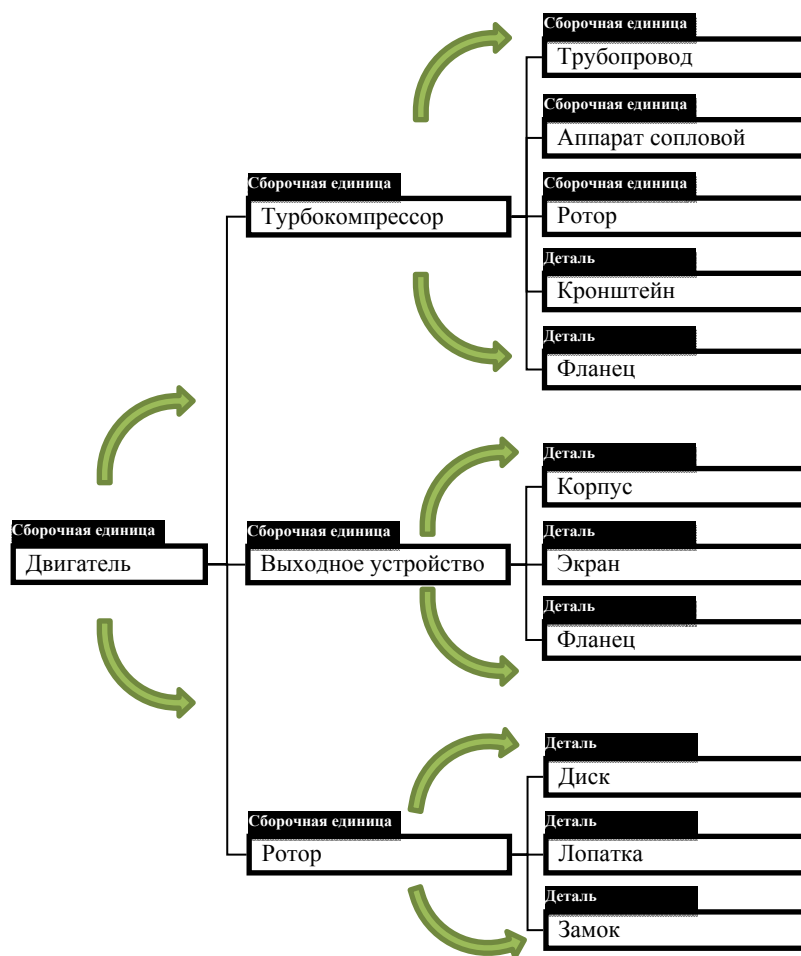 Сборочная единица
Трубопровод
Сборочная единица
Аппарат сопловой
Сборочная единица
Турбокомпрессор
Сборочная единица
Ротор
Деталь
Кронштейн
Деталь
Фланец
Деталь
Корпус
Сборочная единица
Двигатель
Сборочная единица
Выходное устройство
Деталь
Экран
Деталь
Фланец
Деталь
Диск
Сборочная единица
Ротор
Деталь
Лопатка
Деталь
Замок